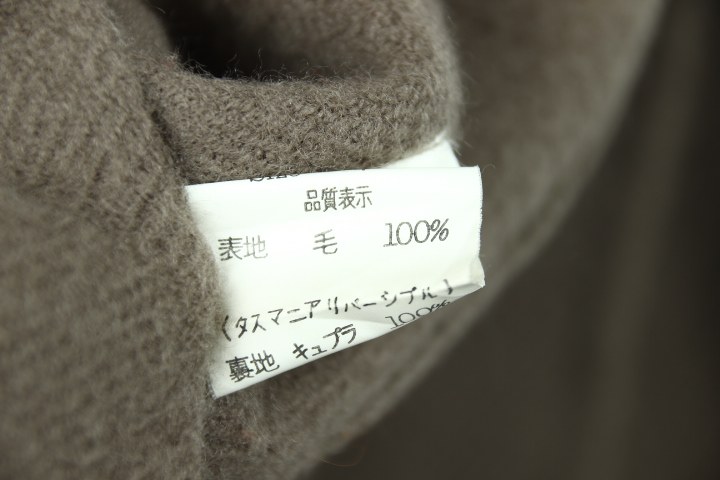 品質表示
表地 毛 100%
(タスマニアリバーシブル)
裏地 キュプラ 100%